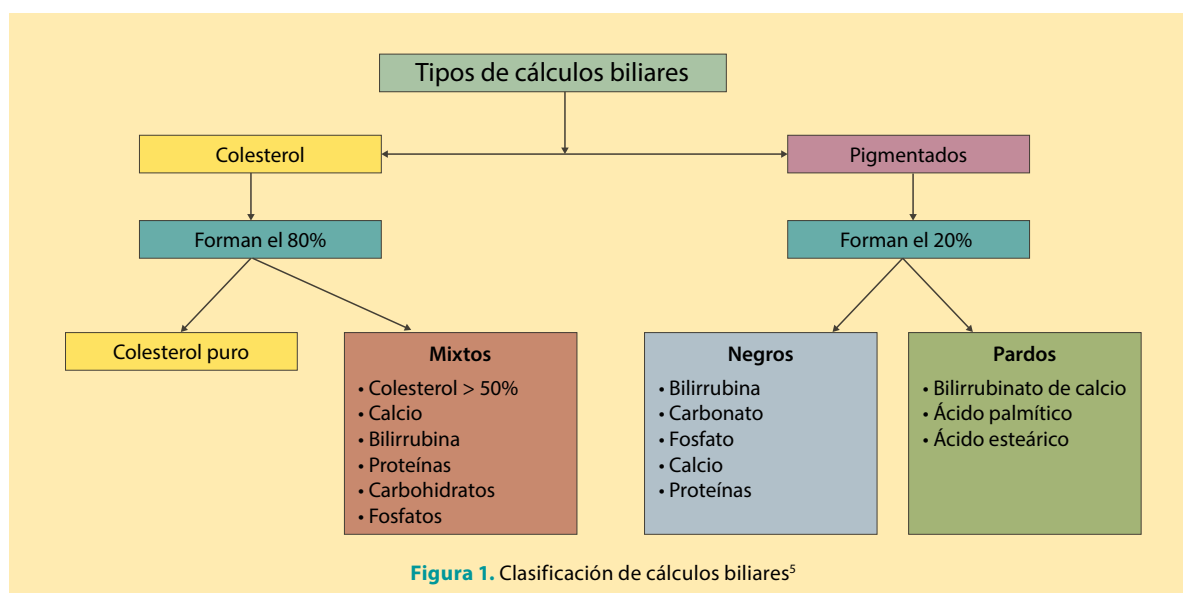 Tipos de cálculos biliares
Colesterol
Pigmentados
Forman el 80%
Forman el 20%
Colesterol puro
Mixtos
• Colesterol > 50%
• Calcio
• Bilirrubina
• Proteínas
• Carbohidratos
• Fosfatos
Negros
• Bilirrubina
• Carbonato
• Fosfato
• Calcio
• Proteínas
Pardos
• Bilirrubinato de calcio
• Ácido palmítico
• Ácido esteárico
Figura 1. Clasificación de cálculos biliares⁵